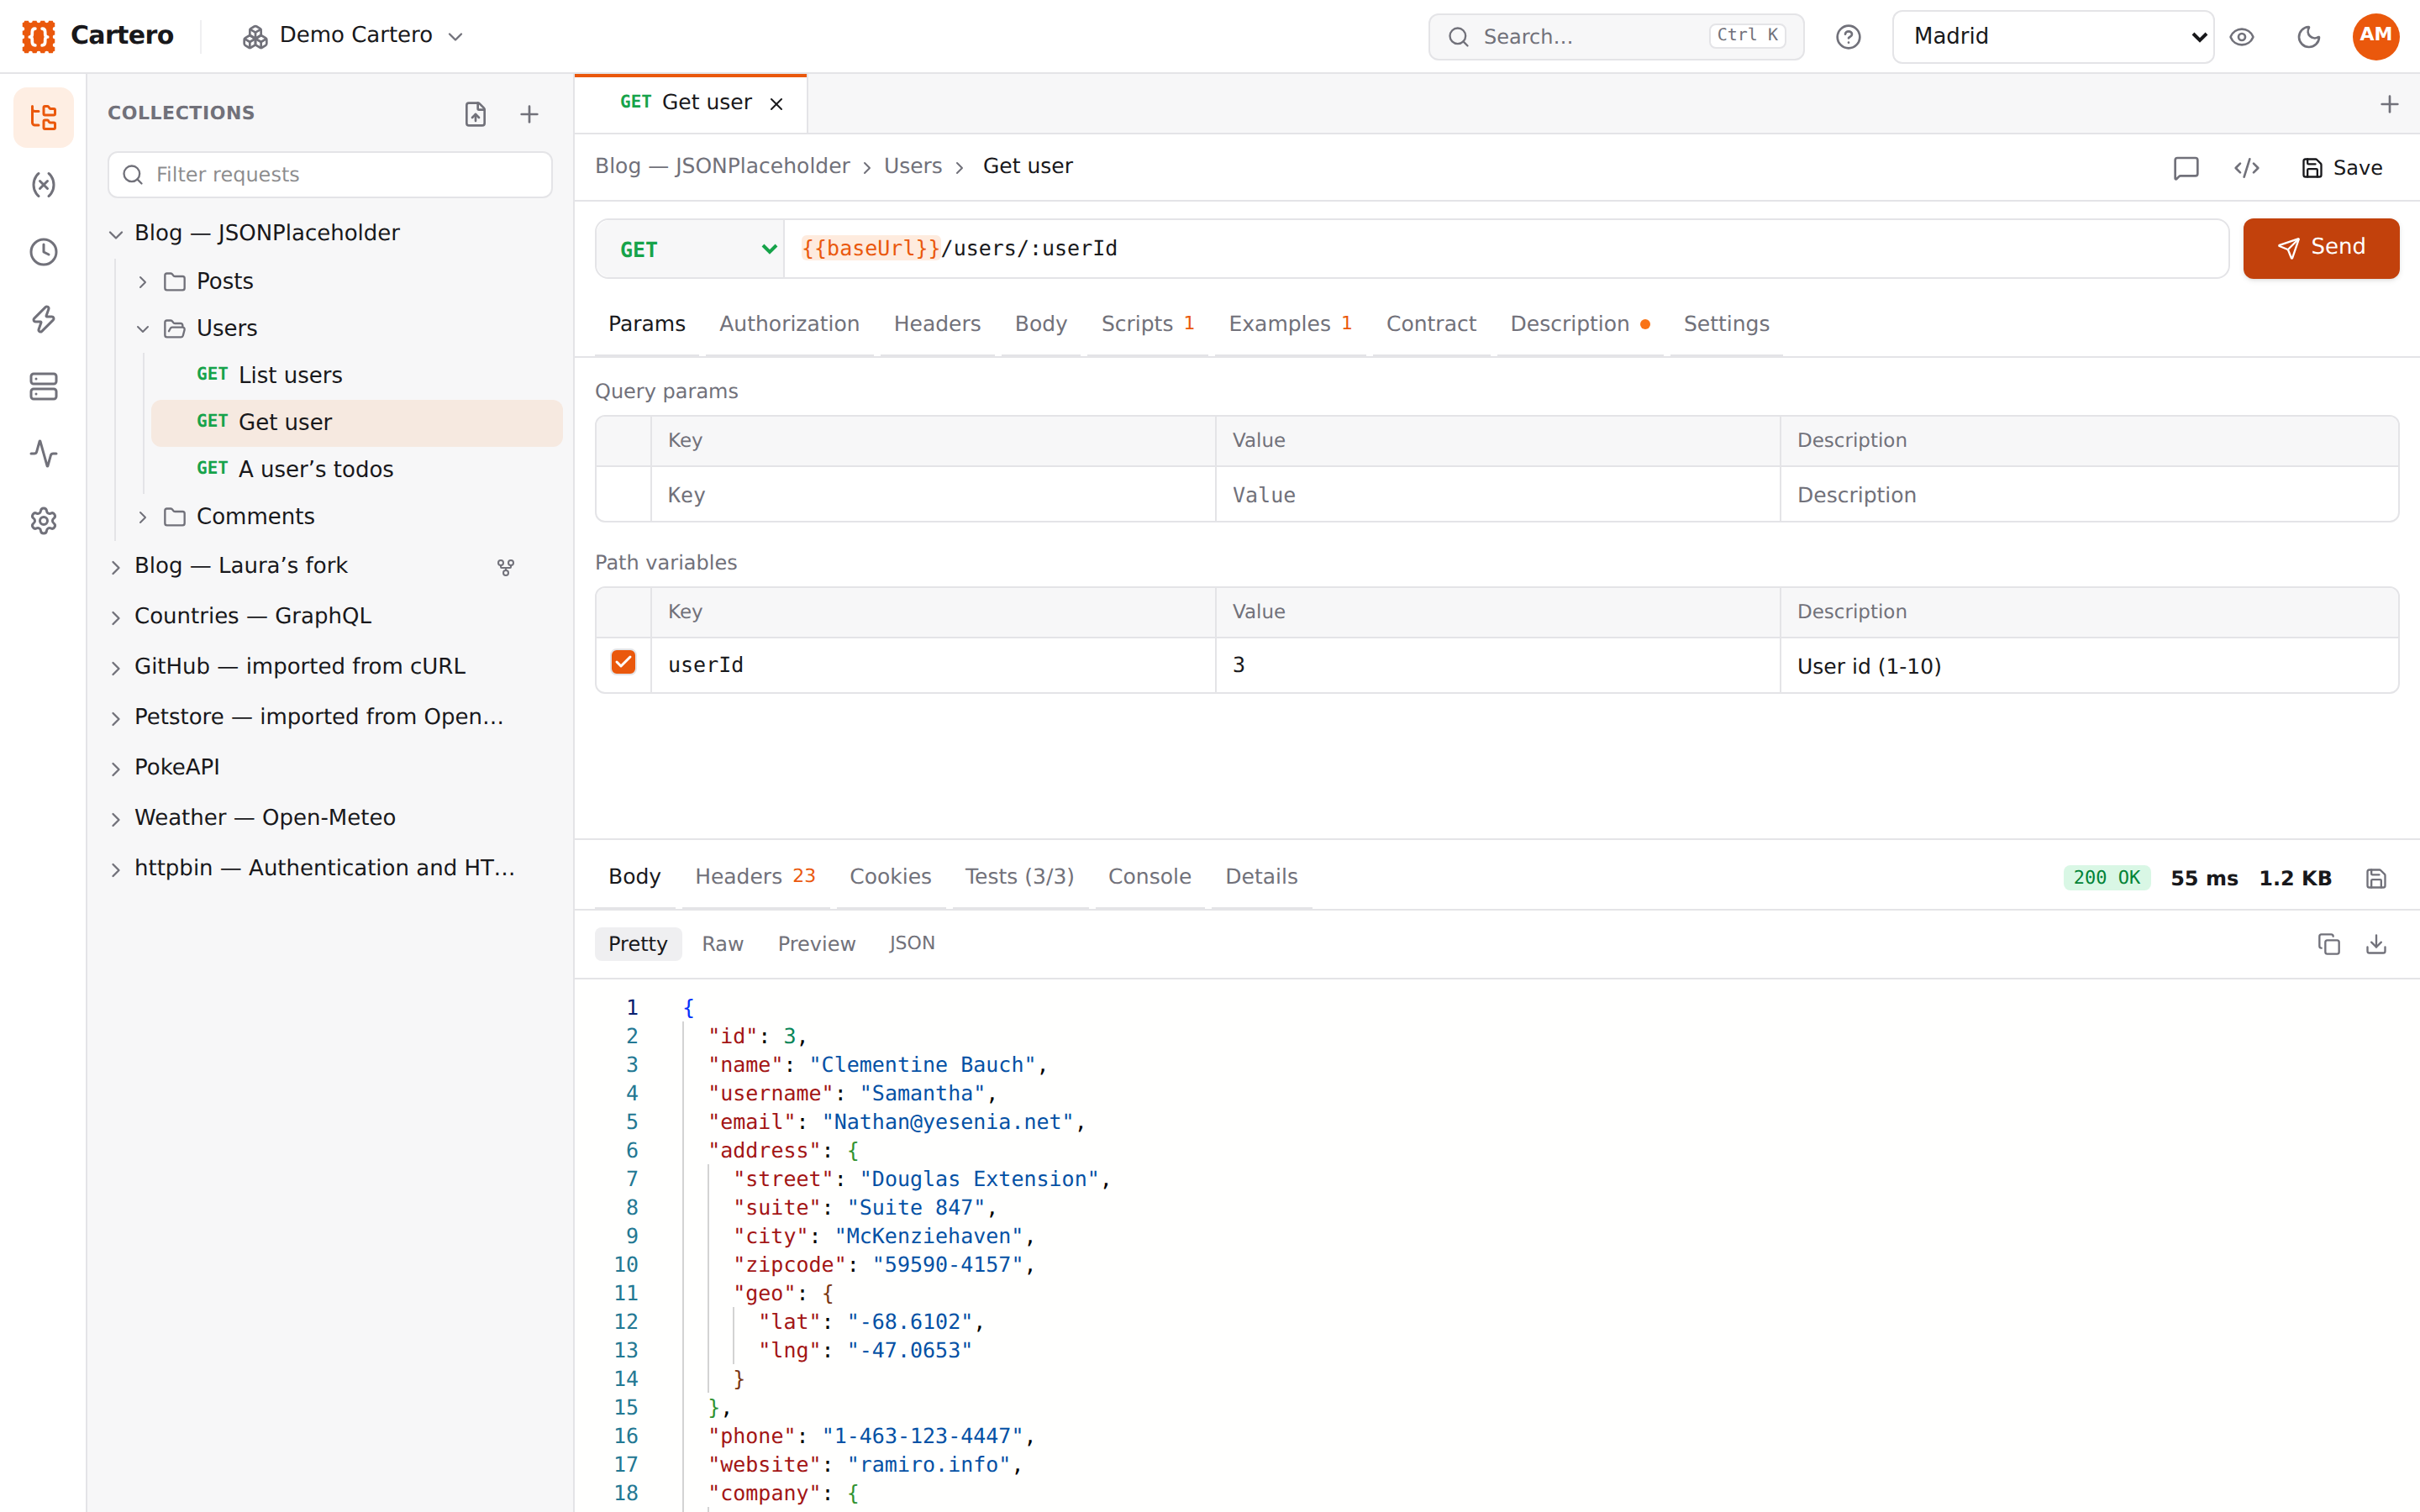 Cartero
Demo Cartero
Search...
Ctrl K
Madrid
AM
COLLECTIONS
Filter requests
Blog — JSONPlaceholder
Posts
Users
GET List users
GET Get user
GET A user’s todos
Comments
Blog — Laura’s fork
Countries — GraphQL
GitHub — imported from cURL
Petstore — imported from Open...
PokeAPI
Weather — Open-Meteo
httpbin — Authentication and HT...
GET Get user
Blog — JSONPlaceholder > Users > Get user
Save
GET
{{baseUrl}}/users/:userId
Send
Params Authorization Headers Body Scripts 1 Examples 1 Contract Description Settings
Query params
Key Value Description
Key Value Description
Path variables
Key Value Description
userId 3 User id (1-10)
Body Headers 23 Cookies Tests (3/3) Console Details
200 OK 55 ms 1.2 KB
Pretty Raw Preview JSON
1 {
2 "id": 3,
3 "name": "Clementine Bauch",
4 "username": "Samantha",
5 "email": "Nathan@yesenia.net",
6 "address": {
7 "street": "Douglas Extension",
8 "suite": "Suite 847",
9 "city": "McKenziehaven",
10 "zipcode": "59590-4157",
11 "geo": {
12 "lat": "-68.6102",
13 "lng": "-47.0653"
14 }
15 },
16 "phone": "1-463-123-4447",
17 "website": "ramiro.info",
18 "company": {